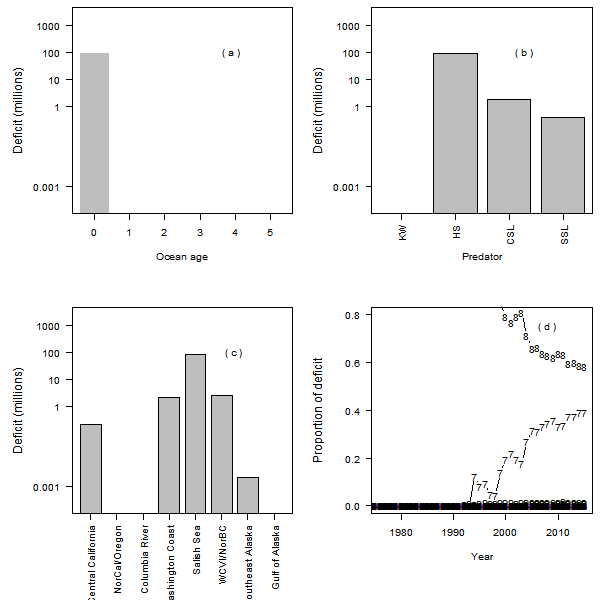 1000
100
10
1
0.001
Deficit (millions)
( a )
0 1 2 3 4 5
Ocean age
1000
100
10
1
0.001
Deficit (millions)
( b )
KW HS CSL SSL
Predator
1000
100
10
1
0.001
Deficit (millions)
( c )
Central California
NorCal/Oregon
Columbia River
ashington Coast
Salish Sea
WCVI/NorBC
outheast Alaska
Gulf of Alaska
0.8
0.6
0.4
0.2
0.0
Proportion of deficit
( d )
1980 1990 2000 2010
Year